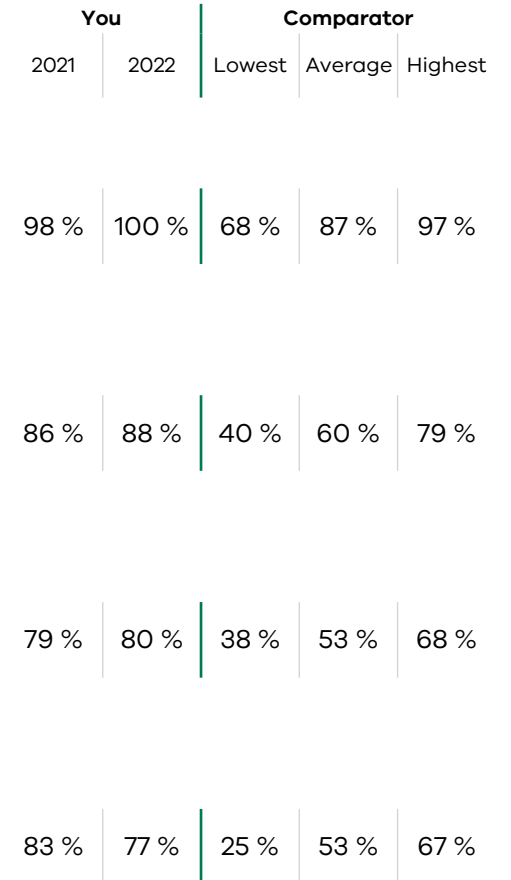 You Comparator
2021 2022 Lowest Average Highest
98 % 100 % 68 % 87 % 97 %
86 % 88 % 40 % 60 % 79 %
79 % 80 % 38 % 53 % 68 %
83 % 77 % 25 % 53 % 67 %